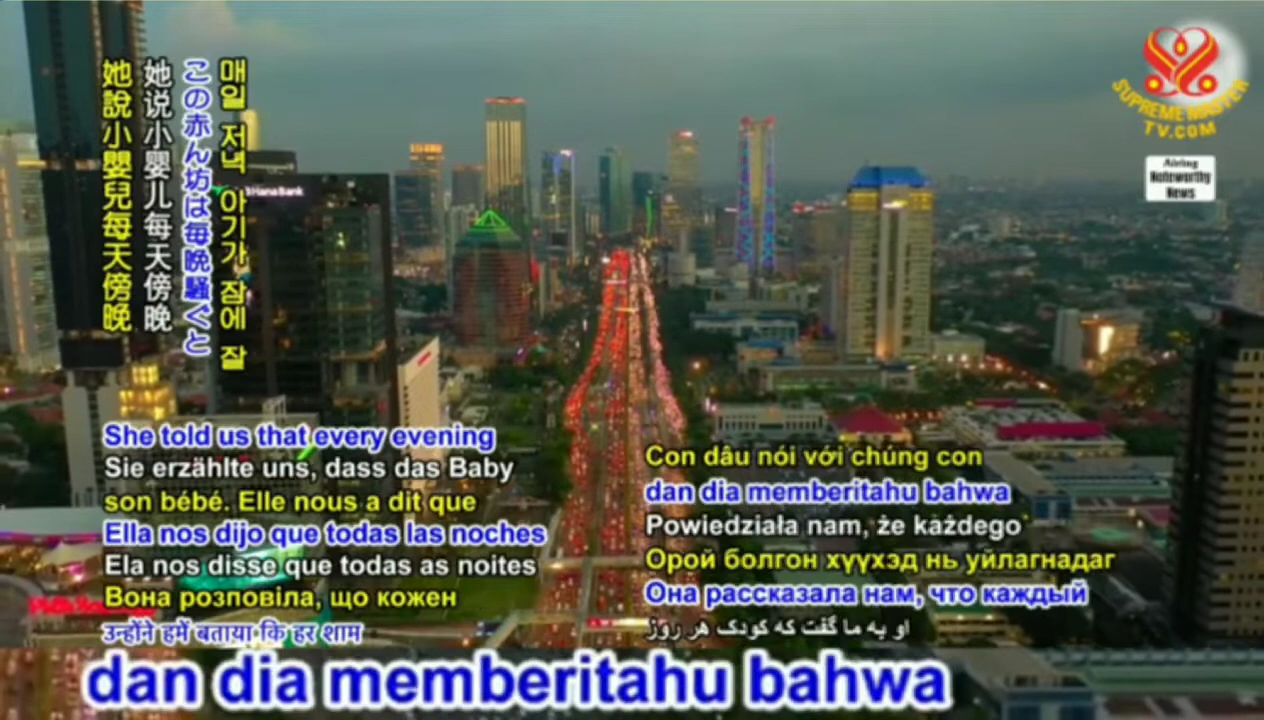 매일 저녁 아기가 잠에 잘
この赤ん坊は毎晩騒ぐと
她说小婴儿每天傍晚
她說小嬰兒每天傍晚
SUPREME MASTER
TV.COM
Airing
Noteworthy
News
HanaBank
She told us that every evening
Sie erzählte uns, dass das Baby
son bébé. Elle nous a dit que
Ella nos dijo que todas las noches
Ela nos disse que todas as noites
Вона розповіла, що кожен
उन्होंने हमें बताया कि हर शाम
Con dâu nói với chúng con
dan dia memberitahu bahwa
Powiedziała nam, że każdego
Орой болгон хүүхэд нь уйлагнадаг
Она рассказала нам, что каждый
او به ما گفت که کودک هر روز
dan dia memberitahu bahwa